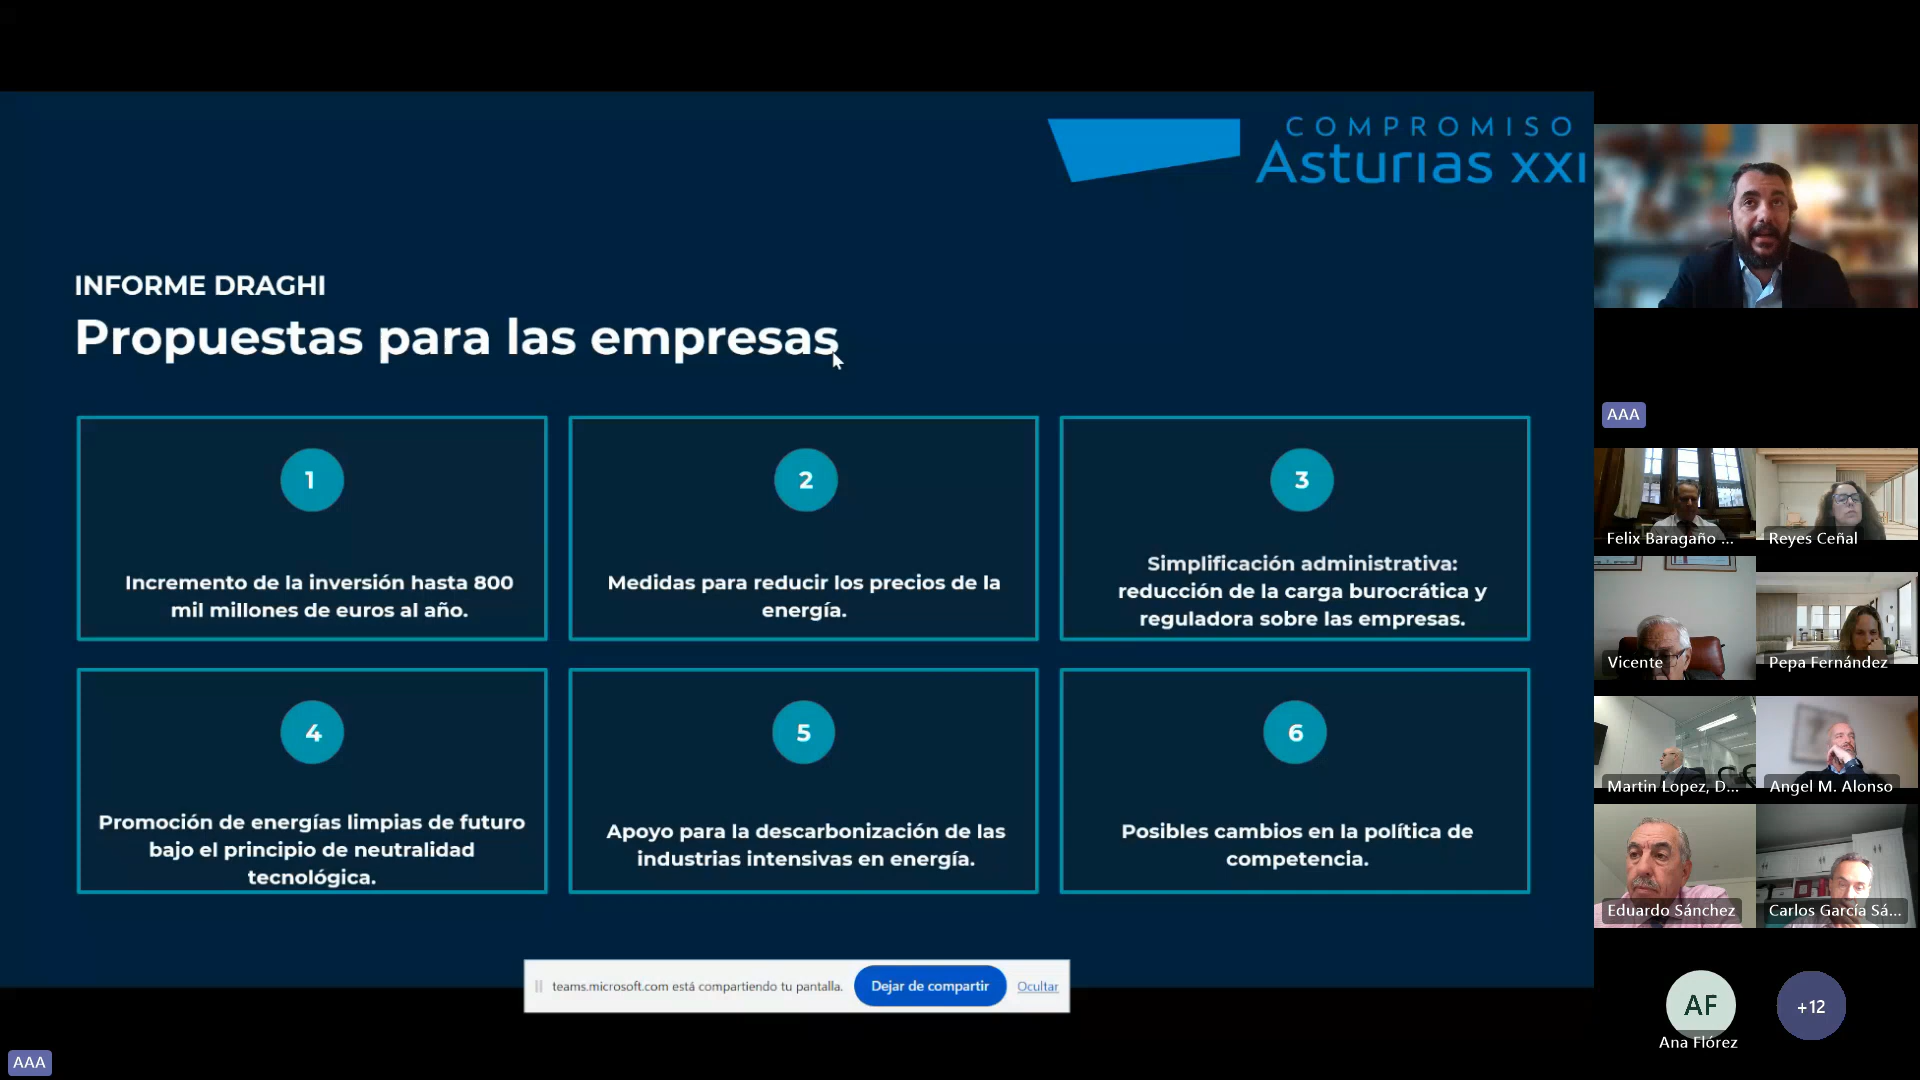 COMPROMISO
Asturias XXI
INFORME DRAGHI
Propuestas para las empresas
1
Incremento de la inversión hasta 800
mil millones de euros al año.
2
Medidas para reducir los precios de la
energía.
3
Simplificación administrativa:
reducción de la carga burocrática y
reguladora sobre las empresas.
4
Promoción de energías limpias de futuro
bajo el principio de neutralidad
tecnológica.
5
Apoyo para la descarbonización de las
industrias intensivas en energía.
6
Posibles cambios en la política de
competencia.
teams.microsoft.com está compartiendo tu pantalla.
Dejar de compartir
Ocultar
AAA
AAA
Felix Baragaño ...
Reyes Ceñal
Vicente
Pepa Fernández
Martin Lopez, D...
Angel M. Alonso
Eduardo Sánchez
Carlos García Sá...
AF
Ana Flórez
+12